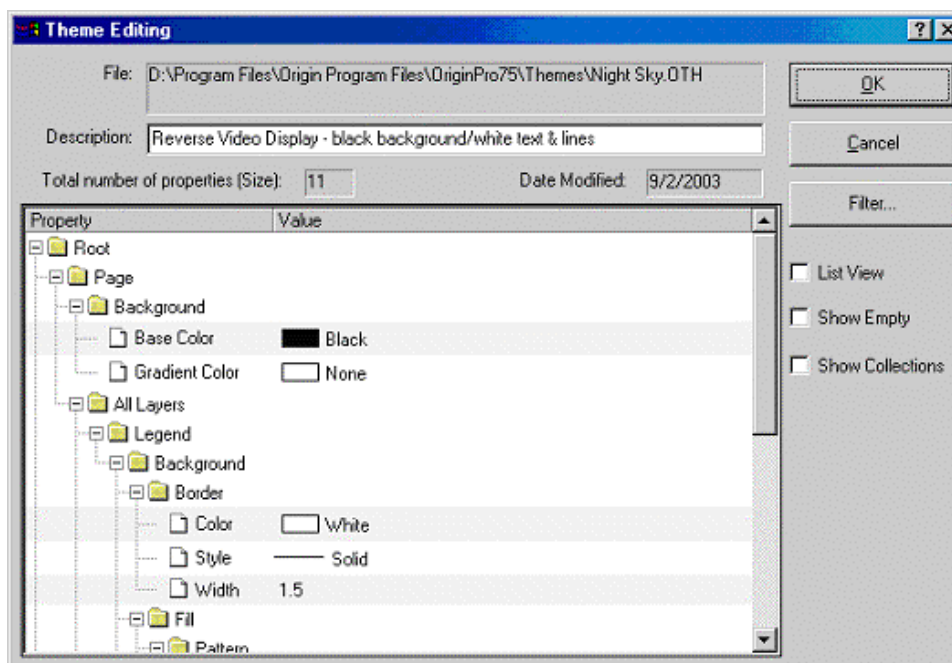 Theme Editing
File: D:\Program Files\Origin Program Files\OriginPro75\Themes\Night Sky.OTH
OK
Description: Reverse Video Display - black background/white text & lines
Cancel
Total number of properties (Size): 11 Date Modified: 9/2/2003
Filter...
Property Value
Root
Page
Background
Base Color Black
Gradient Color None
All Layers
Legend
Background
Border
Color White
Style Solid
Width 1.5
Fill
Pattern
List View
Show Empty
Show Collections